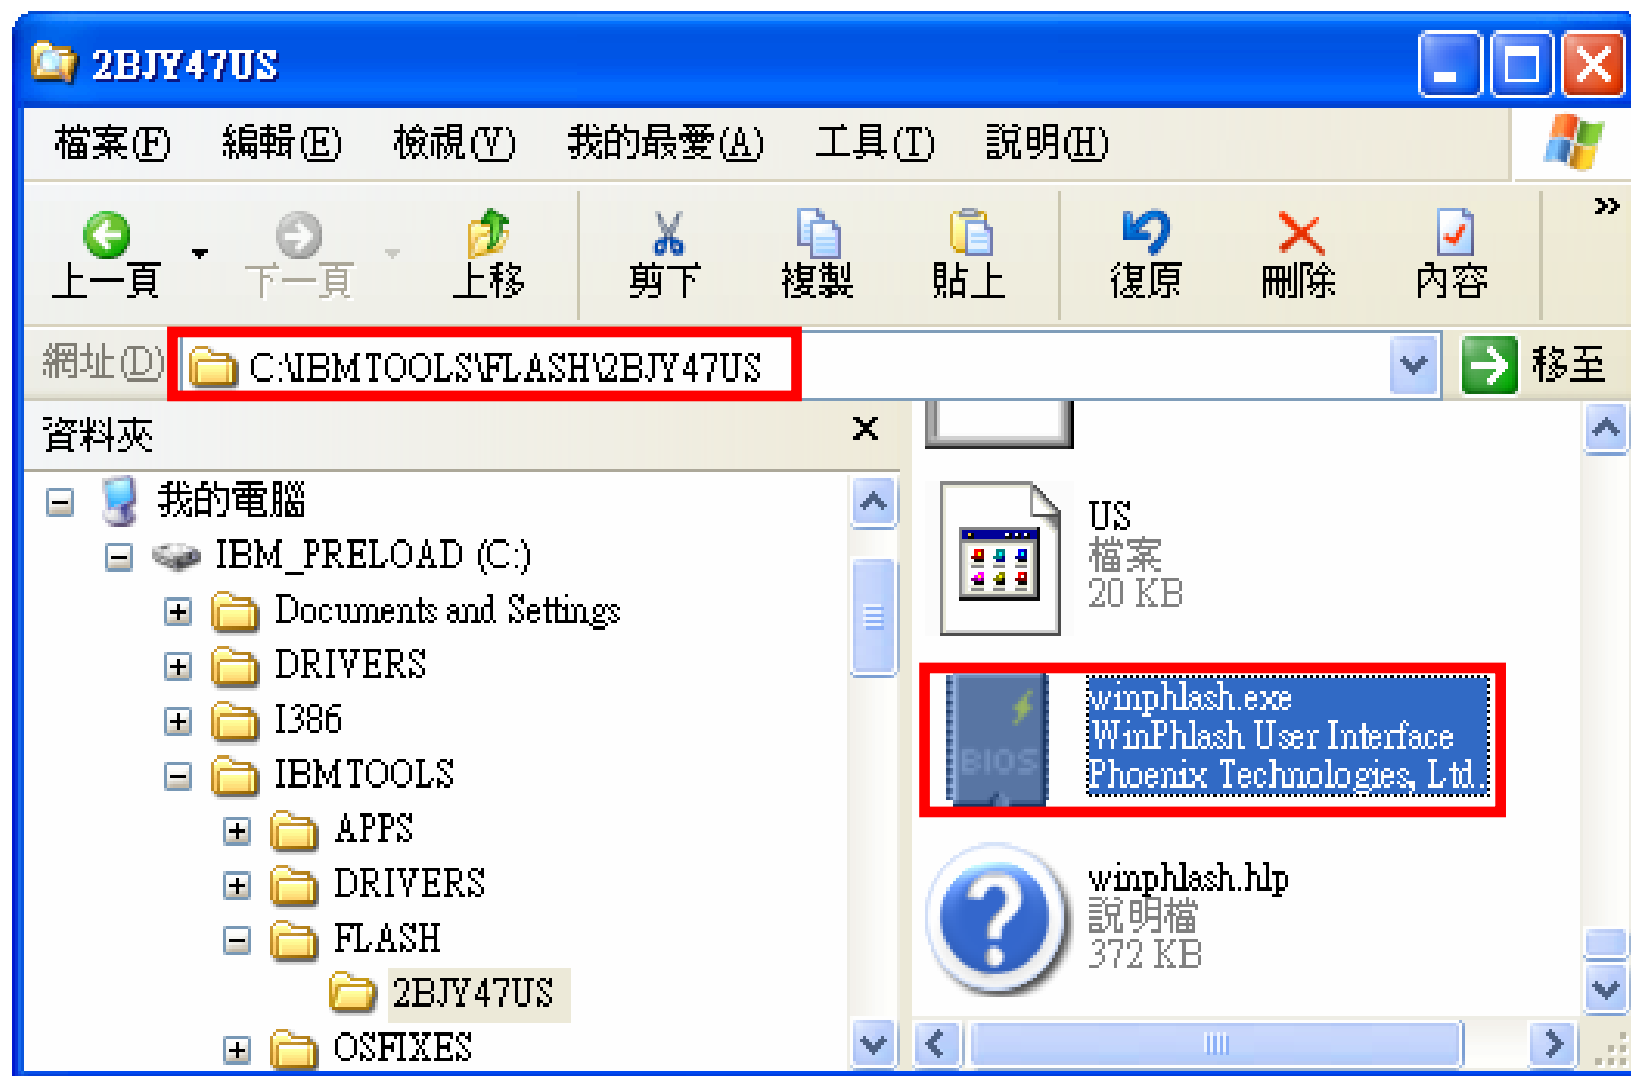 2BJY47US
檔案(F) 編輯(E) 檢視(V) 我的最愛(A) 工具(T) 說明(H)
上一頁 下一頁 上移 剪下 複製 貼上 復原 刪除 內容 »
網址(D) C:\IBMTOOLS\FLASH\2BJY47US 移至
資料夾
我的電腦
IBM_PRELOAD (C:)
Documents and Settings
DRIVERS
I386
IBMTOOLS
APPS
DRIVERS
FLASH
2BJY47US
OSFIXES
US
檔案
20 KB
BIOS
winphlash.exe
WinPhlash User Interface
Phoenix Technologies, Ltd.
winphlash.hlp
說明檔
372 KB